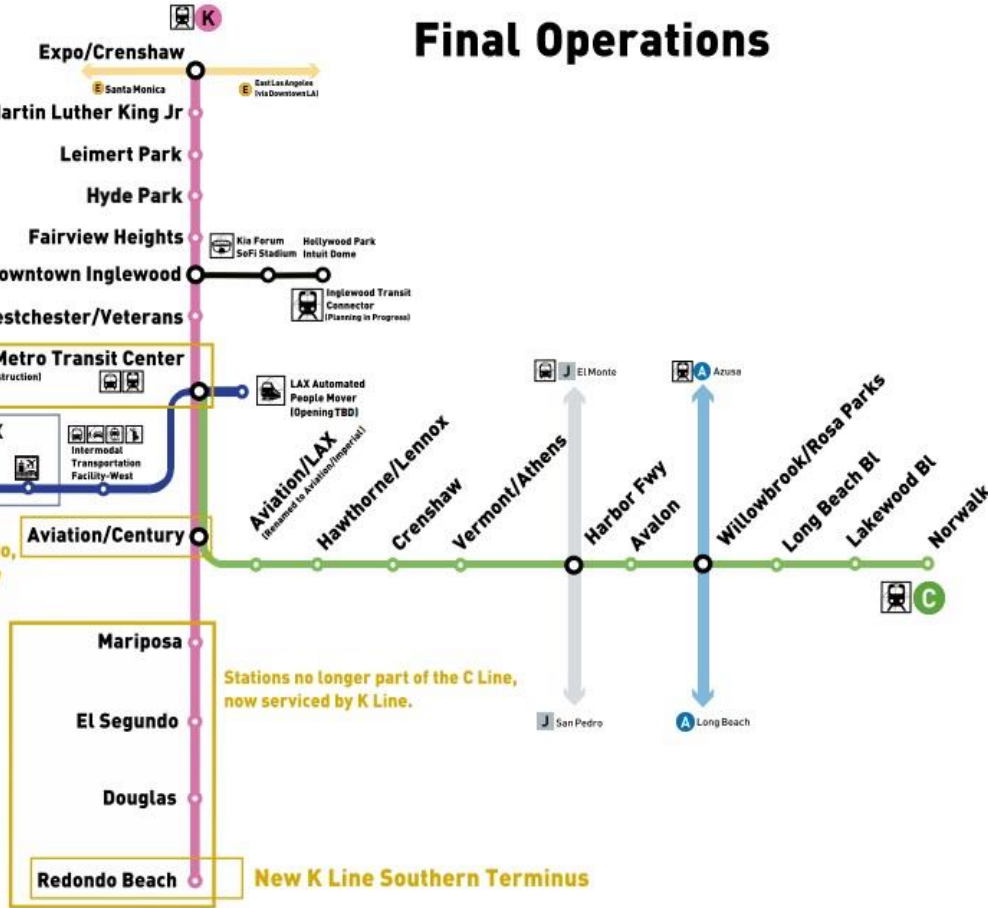 K
Final Operations
Expo/Crenshaw
E Santa Monica
E East Los Angeles
(via Downtown LA)
artin Luther King Jr
Leimert Park
Hyde Park
Fairview Heights
Kia Forum
SoFi Stadium
Hollywood Park
Intuit Dome
owntown Inglewood
Inglewood Transit
Connector
(Planning in Progress)
estchester/Veterans
Metro Transit Center
struction)
LAX Automated
People Mover
(Opening TBD)
J El Monte
A Azusa
X
Intermodal
Transportation
Facility-West
Aviation/LAX
(Renamed to Aviation/Imperial)
Hawthorne/Lennox
Crenshaw
Vermont/Athens
Harbor Fwy
Avalon
Willowbrook/Rosa Parks
Long Beach Bl
Lakewood Bl
Norwalk
Aviation/Century
o,
C
Mariposa
Stations no longer part of the C Line,
now serviced by K Line.
El Segundo
J San Pedro
A Long Beach
Douglas
Redondo Beach
New K Line Southern Terminus